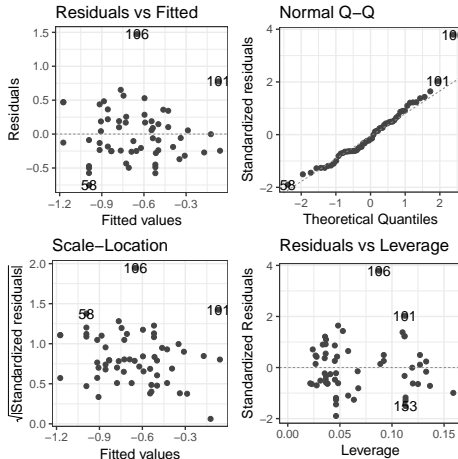 Residuals vs Fitted
Residuals
1.5
1.0
0.5
0.0
−0.5
106
101
58
−1.2 −0.9 −0.6 −0.3
Fitted values
Normal Q−Q
Standardized residuals
4
2
0
−2
106
101
58
−2 −1 0 1 2
Theoretical Quantiles
Scale−Location
√|Standardized residuals|
2.0
1.5
1.0
0.5
0.0
106
58
101
−1.2 −0.9 −0.6 −0.3
Fitted values
Residuals vs Leverage
Standardized Residuals
4
2
0
−2
106
101
153
0.00 0.05 0.10 0.15
Leverage